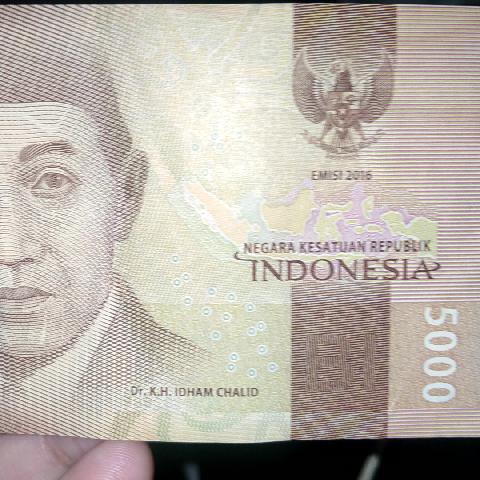 EMISI 2016
NEGARA KESATUAN REPUBLIK
INDONESIA
5000
Dr. K.H. IDHAM CHALID